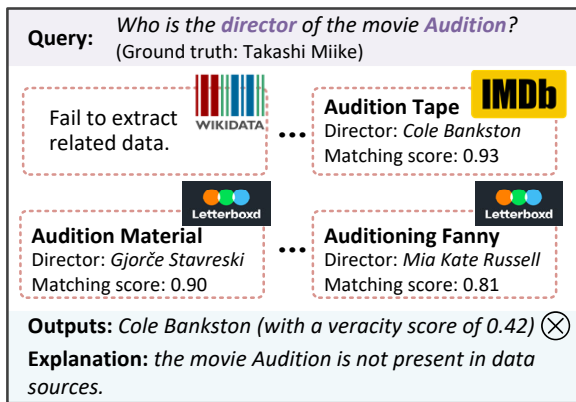 Query: Who is the director of the movie Audition?
(Ground truth: Takashi Miike)
Fail to extract
related data.
WIKIDATA
...
IMDb
Audition Tape
Director: Cole Bankston
Matching score: 0.93
Letterboxd
Audition Material
Director: Gjorče Stavreski
Matching score: 0.90
...
Letterboxd
Auditioning Fanny
Director: Mia Kate Russell
Matching score: 0.81
Outputs: Cole Bankston (with a veracity score of 0.42)
Explanation: the movie Audition is not present in data
sources.